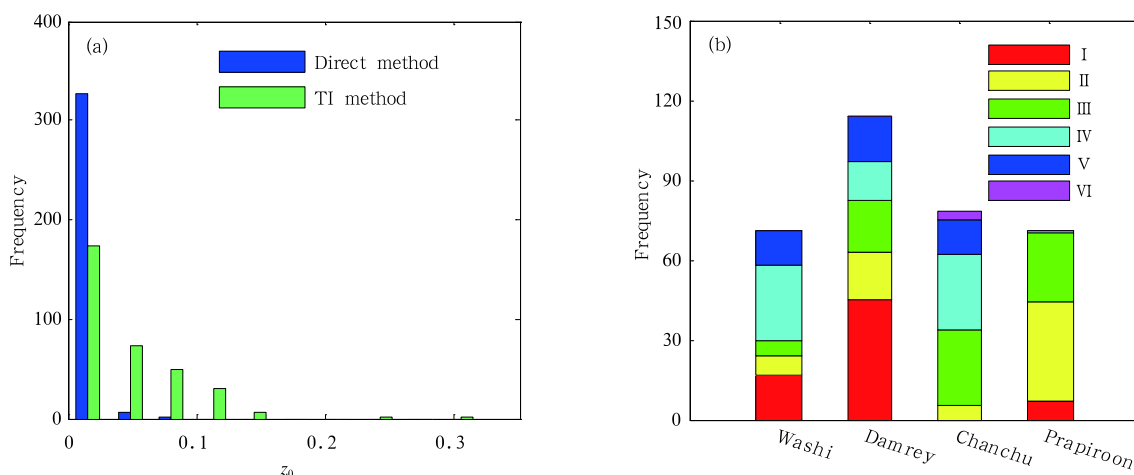 (a)
Direct method
TI method
Frequency
400
300
200
100
0
0 0.1 0.2 0.3
z0
(b)
I
II
III
IV
V
VI
Frequency
150
120
90
60
30
0
Washi Damrey Chanchu Prapiroon